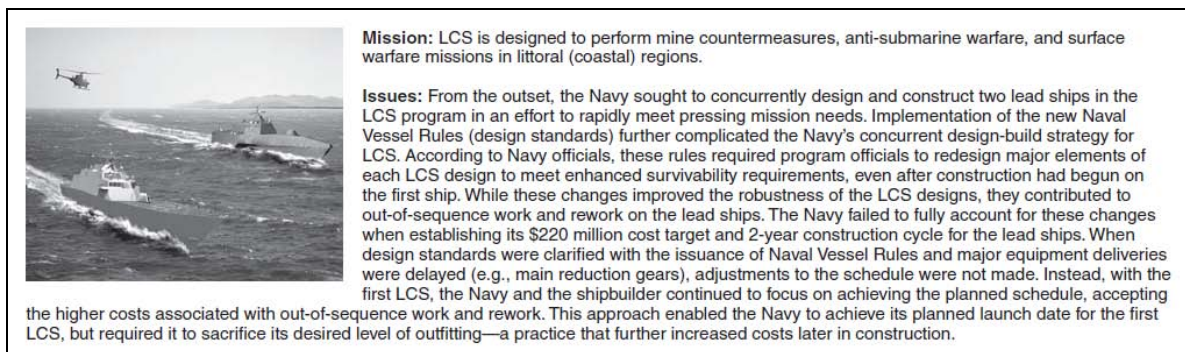 Mission: LCS is designed to perform mine countermeasures, anti-submarine warfare, and surface
warfare missions in littoral (coastal) regions.
Issues: From the outset, the Navy sought to concurrently design and construct two lead ships in the
LCS program in an effort to rapidly meet pressing mission needs. Implementation of the new Naval
Vessel Rules (design standards) further complicated the Navy's concurrent design-build strategy for
LCS. According to Navy officials, these rules required program officials to redesign major elements of
each LCS design to meet enhanced survivability requirements, even after construction had begun on
the first ship. While these changes improved the robustness of the LCS designs, they contributed to
out-of-sequence work and rework on the lead ships. The Navy failed to fully account for these changes
when establishing its $220 million cost target and 2-year construction cycle for the lead ships. When
design standards were clarified with the issuance of Naval Vessel Rules and major equipment deliveries
were delayed (e.g., main reduction gears), adjustments to the schedule were not made. Instead, with the
first LCS, the Navy and the shipbuilder continued to focus on achieving the planned schedule, accepting
the higher costs associated with out-of-sequence work and rework. This approach enabled the Navy to achieve its planned launch date for the first
LCS, but required it to sacrifice its desired level of outfitting—a practice that further increased costs later in construction.